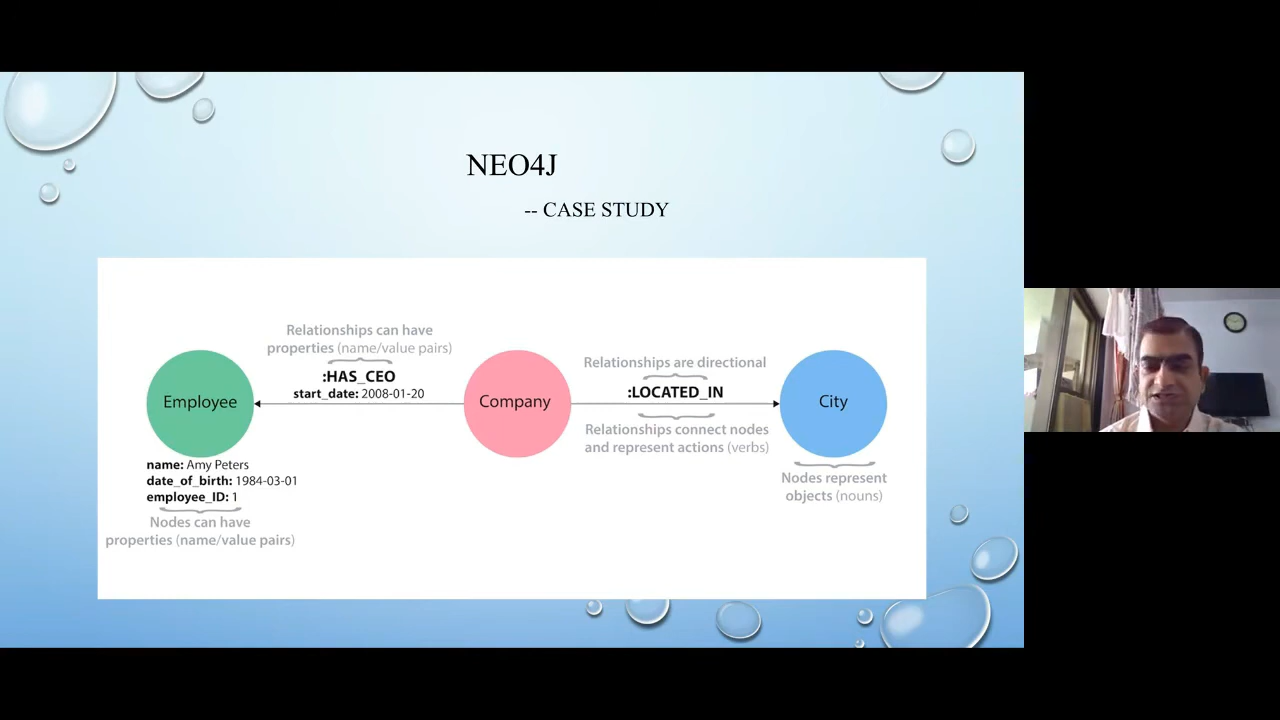 NEO4J
-- CASE STUDY
Relationships can have
properties (name/value pairs)
:HAS_CEO
start_date: 2008-01-20
Relationships are directional
:LOCATED_IN
Relationships connect nodes
and represent actions (verbs)
Employee
Company
City
name: Amy Peters
date_of_birth: 1984-03-01
employee_ID: 1
Nodes can have
properties (name/value pairs)
Nodes represent
objects (nouns)